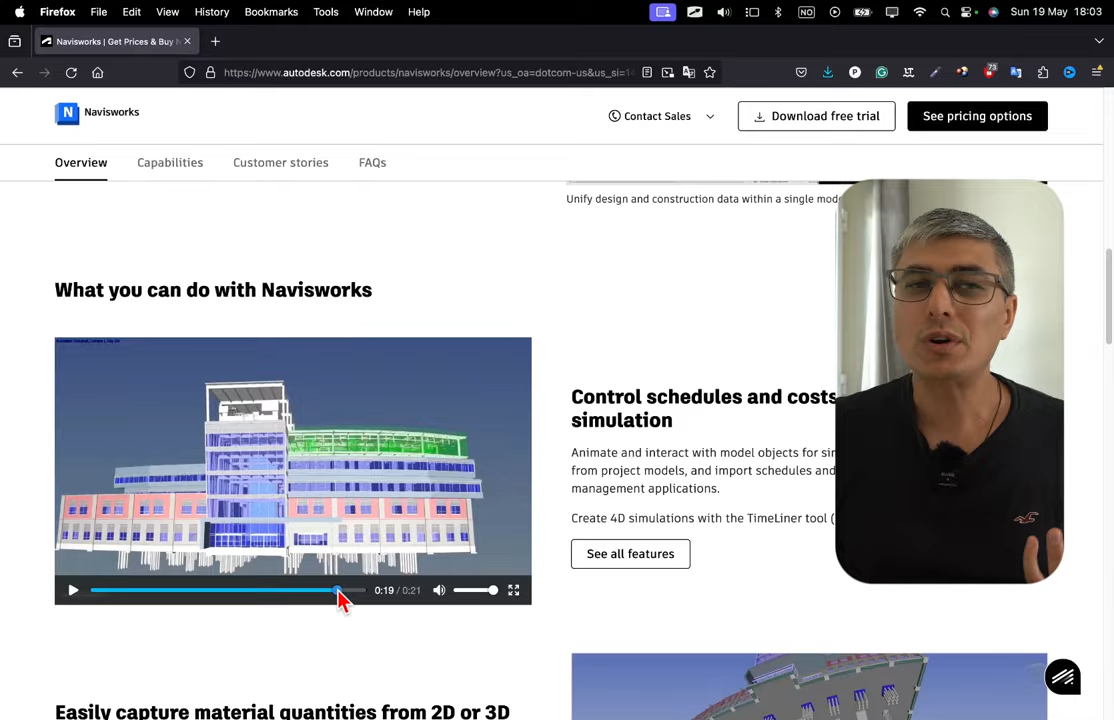 Firefox File Edit View History Bookmarks Tools Window Help NO Sun 19 May 18:03
Navisworks | Get Prices & Buy
https://www.autodesk.com/products/navisworks/overview?us_oa=dotcom-us&us_si=1 73
N Navisworks
Contact Sales
Download free trial
See pricing options
Overview Capabilities Customer stories FAQs
Unify design and construction data within a single mod
What you can do with Navisworks
Control schedules and costs
simulation
Animate and interact with model objects for sir
from project models, and import schedules and
management applications.
Create 4D simulations with the TimeLiner tool (
See all features
0:19 / 0:21
Easily capture material quantities from 2D or 3D